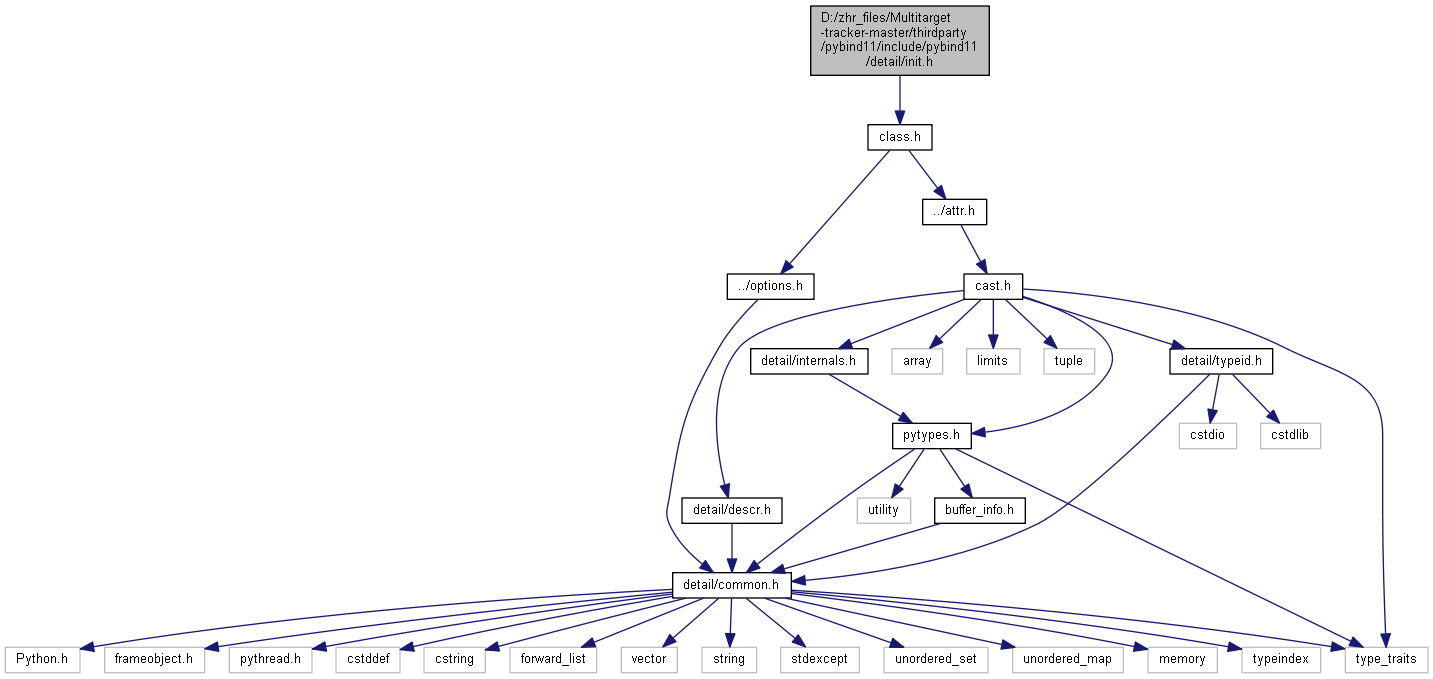 D:/zhr_files/Multitarget
-tracker-master/thirdparty
/pybind11/include/pybind11
/detail/init.h
class.h
../attr.h
../options.h
cast.h
detail/internals.h
array
limits
tuple
detail/typeid.h
pytypes.h
cstdio
cstdlib
detail/descr.h
utility
buffer_info.h
detail/common.h
Python.h
frameobject.h
pythread.h
cstddef
cstring
forward_list
vector
string
stdexcept
unordered_set
unordered_map
memory
typeindex
type_traits